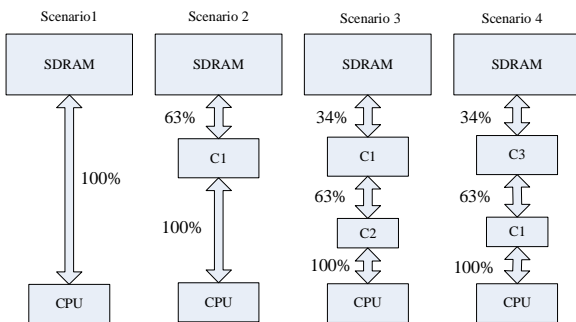 Scenario1
SDRAM
100%
CPU
Scenario 2
SDRAM
63%
C1
100%
CPU
Scenario 3
SDRAM
34%
C1
63%
C2
100%
CPU
Scenario 4
SDRAM
34%
C3
63%
C1
100%
CPU